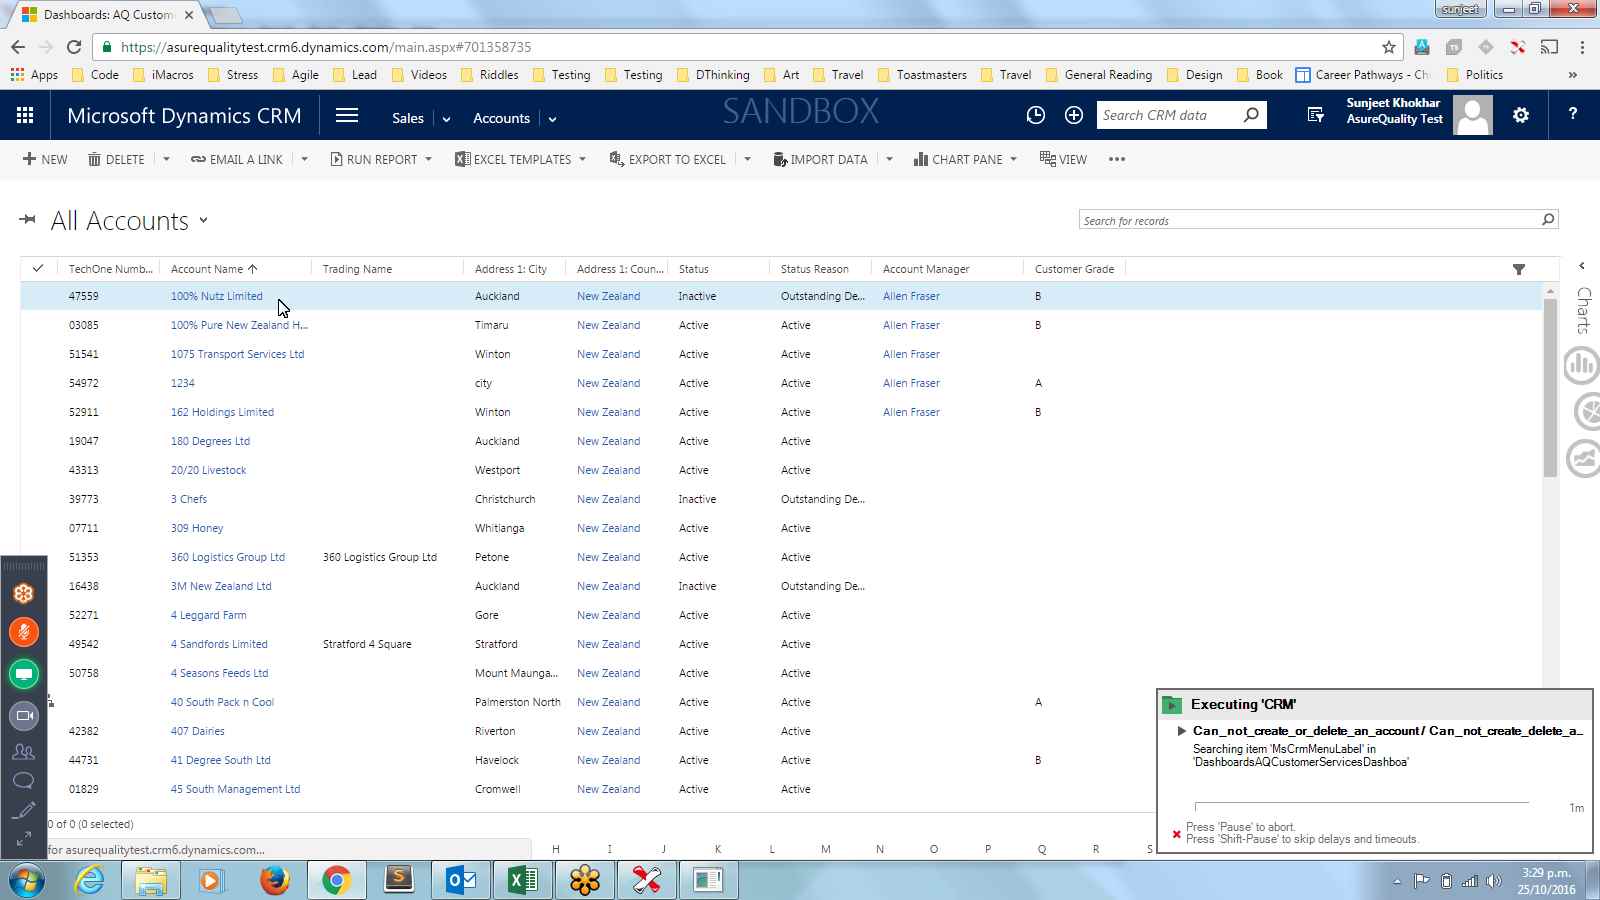 Dashboards: AQ Custom
sunjeet
https://asurequalitytest.crm6.dynamics.com/main.aspx#701358735
Apps Code iMacros Stress Agile Lead Videos Riddles Testing Testing DThinking Art Travel Toastmasters Travel General Reading Design Book Career Pathways - Ch Politics »
Microsoft Dynamics CRM Sales Accounts SANDBOX Search CRM data Sunjeet Khokhar ?
AsureQuality Test
NEW DELETE EMAIL A LINK RUN REPORT EXCEL TEMPLATES EXPORT TO EXCEL IMPORT DATA CHART PANE VIEW •••
All Accounts Search for records
TechOne Numb... Account Name Trading Name Address 1: City Address 1: Coun... Status Status Reason Account Manager Customer Grade
Charts
47559 100% Nutz Limited Auckland New Zealand Inactive Outstanding De... Allen Fraser B
03085 100% Pure New Zealand H... Timaru New Zealand Active Active Allen Fraser B
51541 1075 Transport Services Ltd Winton New Zealand Active Active Allen Fraser
54972 1234 city New Zealand Active Active Allen Fraser A
52911 162 Holdings Limited Winton New Zealand Active Active Allen Fraser B
19047 180 Degrees Ltd Auckland New Zealand Active Active
43313 20/20 Livestock Westport New Zealand Active Active
39773 3 Chefs Christchurch New Zealand Inactive Outstanding De...
07711 309 Honey Whitianga New Zealand Active Active
51353 360 Logistics Group Ltd 360 Logistics Group Ltd Petone New Zealand Active Active
16438 3M New Zealand Ltd Auckland New Zealand Inactive Outstanding De...
52271 4 Leggard Farm Gore New Zealand Active Active
49542 4 Sandfords Limited Stratford 4 Square Stratford New Zealand Active Active
50758 4 Seasons Feeds Ltd Mount Maunga... New Zealand Active Active
40 South Pack n Cool Palmerston North New Zealand Active Active A
42382 407 Dairies Riverton New Zealand Active Active
44731 41 Degree South Ltd Havelock New Zealand Active Active B
01829 45 South Management Ltd Cromwell New Zealand Active Active
0 of 0 (0 selected)
for asurequalitytest.crm6.dynamics.com...
H I J K L M N O P Q R S
Executing 'CRM'
Can_not_create_or_delete_an_account / Can_not_create_delete_a...
Searching item 'MsCrmMenuLabel' in
'DashboardsAQCustomerServicesDashboa'
1m
Press 'Pause' to abort.
Press 'Shift-Pause' to skip delays and timeouts.
3:29 p.m.
25/10/2016